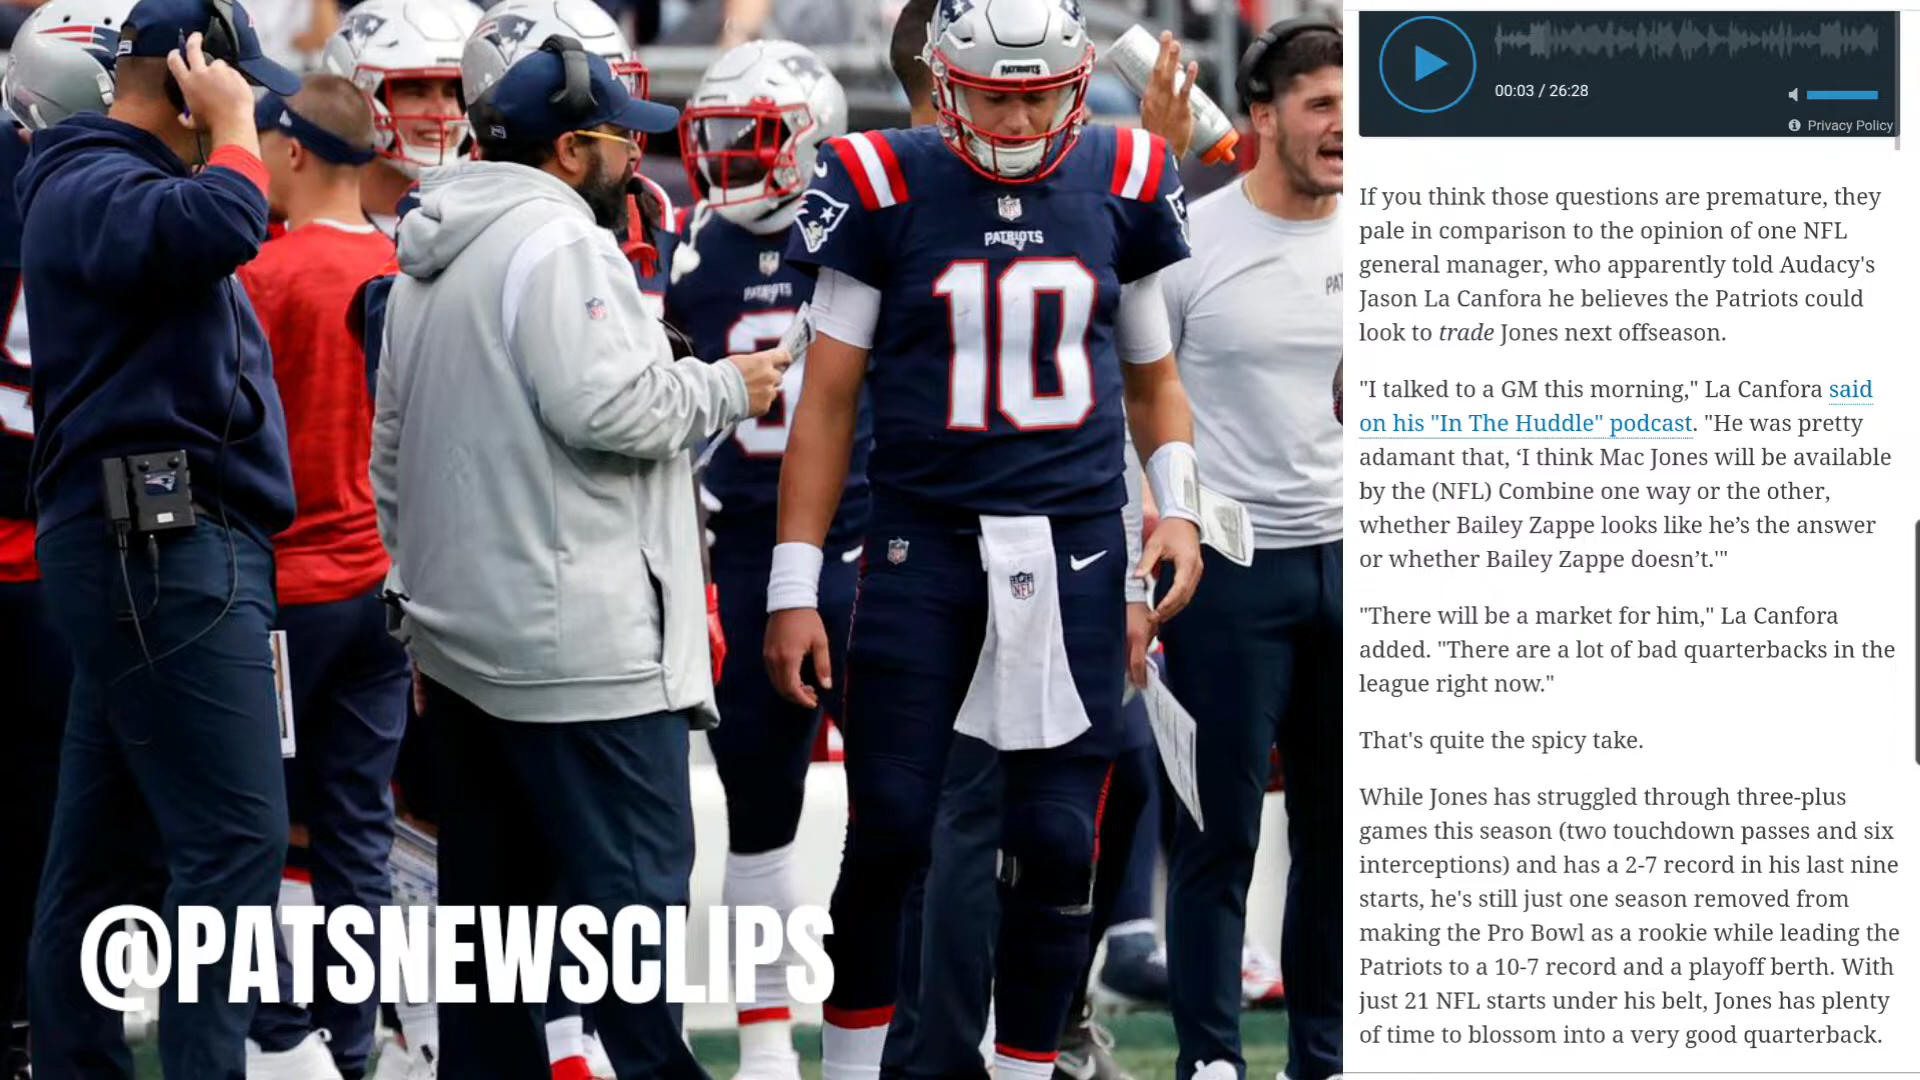 PATRIOTS
PATRIOTS
10
PAT
@PATSNEWSCLIPS
00:03 / 26:28
Privacy Policy
If you think those questions are premature, they
pale in comparison to the opinion of one NFL
general manager, who apparently told Audacy's
Jason La Canfora he believes the Patriots could
look to trade Jones next offseason.
"I talked to a GM this morning," La Canfora said
on his "In The Huddle" podcast. "He was pretty
adamant that, ‘I think Mac Jones will be available
by the (NFL) Combine one way or the other,
whether Bailey Zappe looks like he’s the answer
or whether Bailey Zappe doesn’t.'"
"There will be a market for him," La Canfora
added. "There are a lot of bad quarterbacks in the
league right now."
That's quite the spicy take.
While Jones has struggled through three-plus
games this season (two touchdown passes and six
interceptions) and has a 2-7 record in his last nine
starts, he's still just one season removed from
making the Pro Bowl as a rookie while leading the
Patriots to a 10-7 record and a playoff berth. With
just 21 NFL starts under his belt, Jones has plenty
of time to blossom into a very good quarterback.